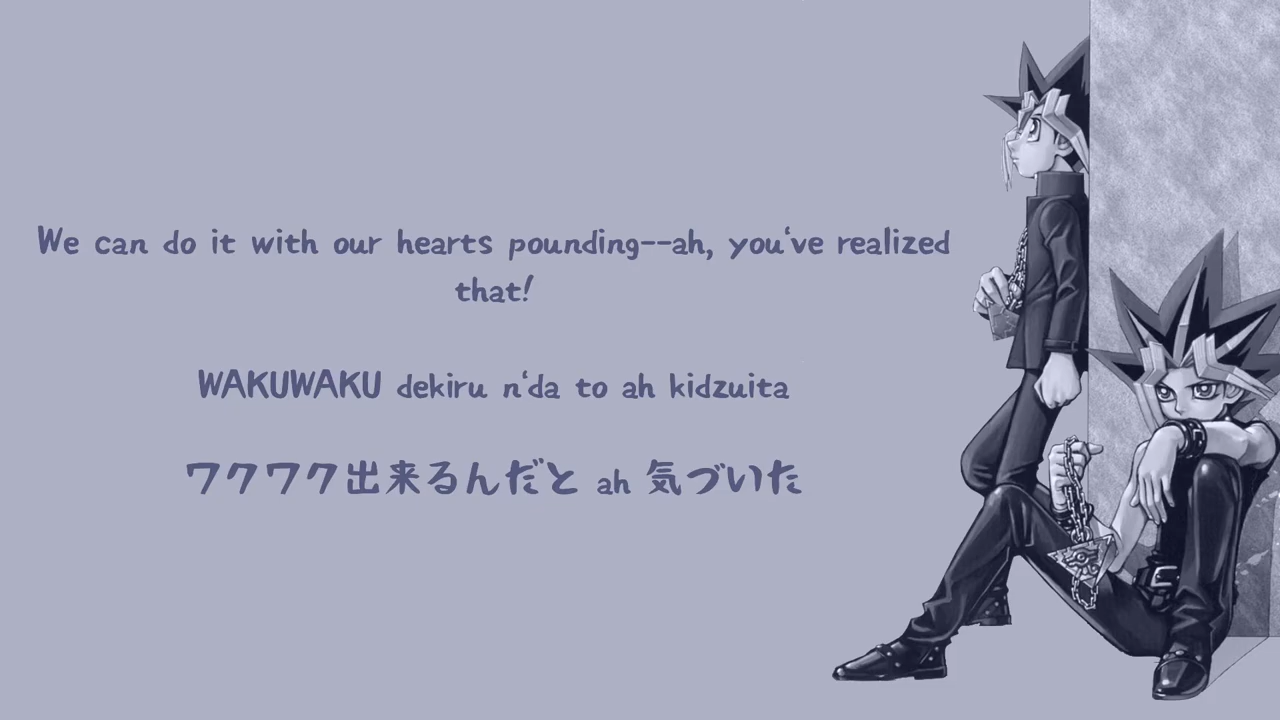 We can do it with our hearts pounding--ah, you've realized
that!
WAKUWAKU dekiru n'da to ah kidzuita
ワクワク出来るんだと ah 気づいた